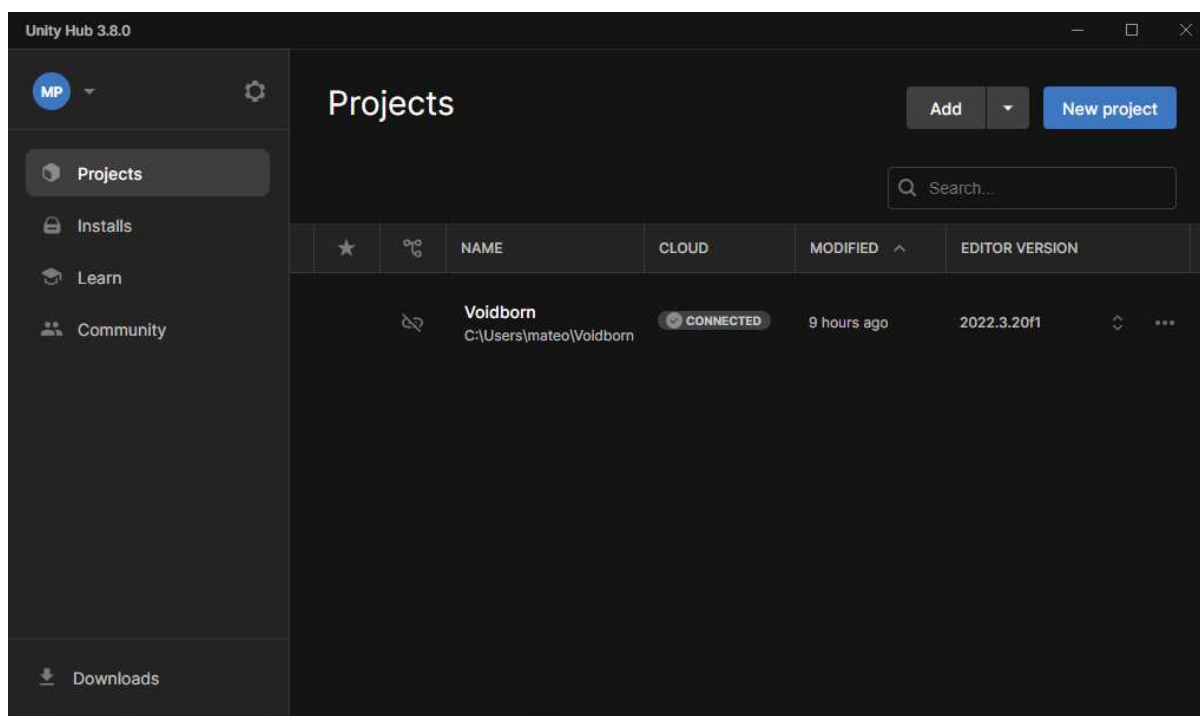 Unity Hub 3.8.0
MP
Projects
Installs
Learn
Community
Downloads
Projects
Add
New project
Search...
NAME CLOUD MODIFIED EDITOR VERSION
Voidborn CONNECTED 9 hours ago 2022.3.20f1
C:\Users\mateo\Voidborn